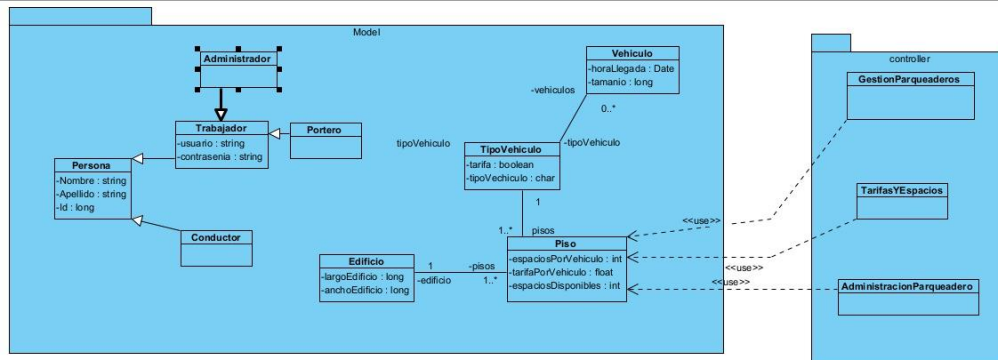 Model
Administrador
Trabajador
-usuario : string
-contrasenia : string
Portero
Persona
-Nombre : string
-Apellido : string
-Id : long
Conductor
Vehiculo
-horaLlegada : Date
-tamanio : long
-vehiculos
0..*
tipoVehiculo
-tipoVehiculo
TipoVehiculo
-tarifa : boolean
-tipoVechiculo : char
1
1..*
pisos
Piso
-espaciosPorVehiculo : int
-tarifaPorVehiculo : float
-espaciosDisponibles : int
Edificio
-largoEdificio : long
-anchoEdificio : long
1
-edificio
-pisos
1..*
controller
GestionParqueaderos
TarifasYEspacios
AdministracionParqueadero
<<use>>
<<use>>
<<use>>